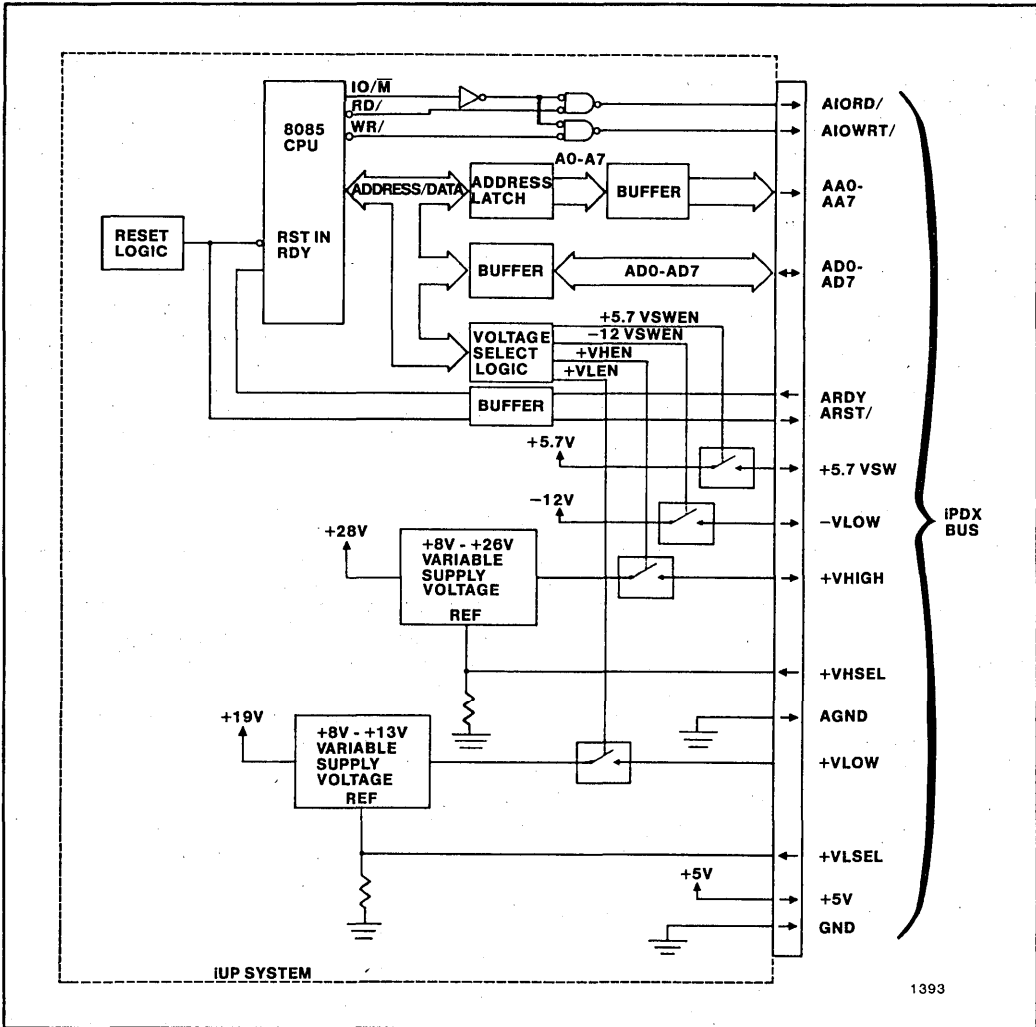 IO/M̅
RD/
WR/
8085
CPU
RST IN
RDY
RESET
LOGIC
ADDRESS/DATA
ADDRESS
LATCH
A0-A7
BUFFER
BUFFER
AD0-AD7
VOLTAGE
SELECT
LOGIC
+5.7 VSWEN
−12 VSWEN
+VHEN
+VLEN
BUFFER
+5.7V
−12V
+28V
+8V - +26V
VARIABLE
SUPPLY
VOLTAGE
REF
+19V
+8V - +13V
VARIABLE
SUPPLY
VOLTAGE
REF
+5V
AIORD/
AIOWRT/
AA0-
AA7
AD0-
AD7
ARDY
ARST/
+5.7 VSW
−VLOW
+VHIGH
+VHSEL
AGND
+VLOW
+VLSEL
+5V
GND
iPDX
BUS
iUP SYSTEM
1393